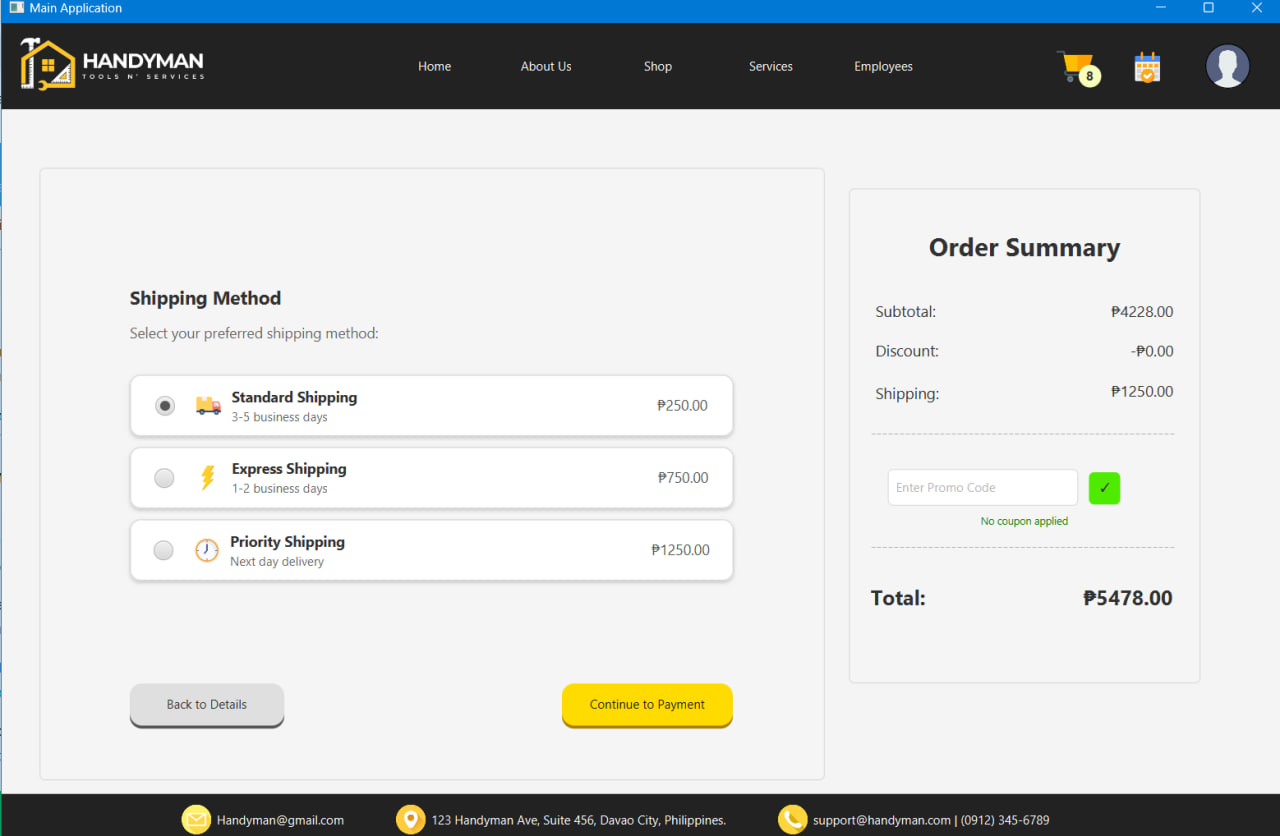 Main Application
HANDYMAN
TOOLS N' SERVICES
Home
About Us
Shop
Services
Employees
8
Shipping Method
Select your preferred shipping method:
Standard Shipping
3-5 business days
₱250.00
Express Shipping
1-2 business days
₱750.00
Priority Shipping
Next day delivery
₱1250.00
Back to Details
Continue to Payment
Order Summary
Subtotal: ₱4228.00
Discount: -₱0.00
Shipping: ₱1250.00
Enter Promo Code ✓
No coupon applied
Total: ₱5478.00
Handyman@gmail.com
123 Handyman Ave, Suite 456, Davao City, Philippines.
support@handyman.com | (0912) 345-6789